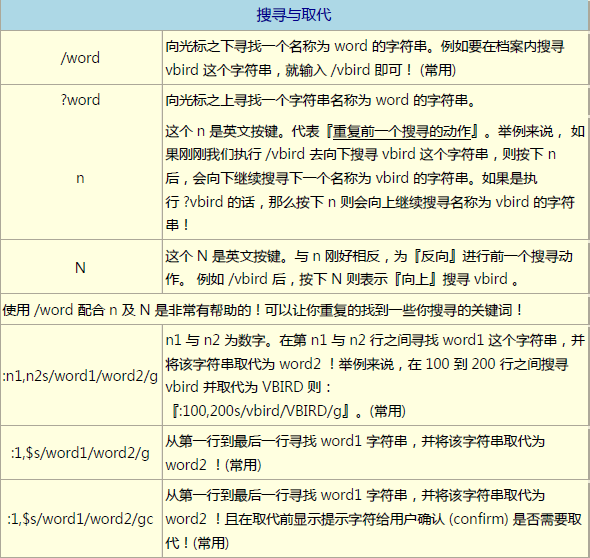 搜寻与取代
/word
向光标之下寻找一个名称为 word 的字符串。例如要在档案内搜寻
vbird 这个字符串，就输入 /vbird 即可！ (常用)
?word
向光标之上寻找一个字符串名称为 word 的字符串。
n
这个 n 是英文按键。代表『重复前一个搜寻的动作』。举例来说， 如
果刚刚我们执行 /vbird 去向下搜寻 vbird 这个字符串，则按下 n
后，会向下继续搜寻下一个名称为 vbird 的字符串。如果是执
行 ?vbird 的话，那么按下 n 则会向上继续搜寻名称为 vbird 的字符
串！
N
这个 N 是英文按键。与 n 刚好相反，为『反向』进行前一个搜寻动
作。 例如 /vbird 后，按下 N 则表示『向上』搜寻 vbird 。
使用 /word 配合 n 及 N 是非常有帮助的！可以让你重复的找到一些你搜寻的关键词！
:n1,n2s/word1/word2/g
n1 与 n2 为数字。在第 n1 与 n2 行之间寻找 word1 这个字符串，并
将该字符串取代为 word2 ！举例来说，在 100 到 200 行之间搜寻
vbird 并取代为 VBIRD 则：
『:100,200s/vbird/VBIRD/g』。(常用)
:1,$s/word1/word2/g
从第一行到最后一行寻找 word1 字符串，并将该字符串取代为
word2 ！(常用)
:1,$s/word1/word2/gc
从第一行到最后一行寻找 word1 字符串，并将该字符串取代为
word2 ！且在取代前显示提示字符给用户确认 (confirm) 是否需要取
代！(常用)